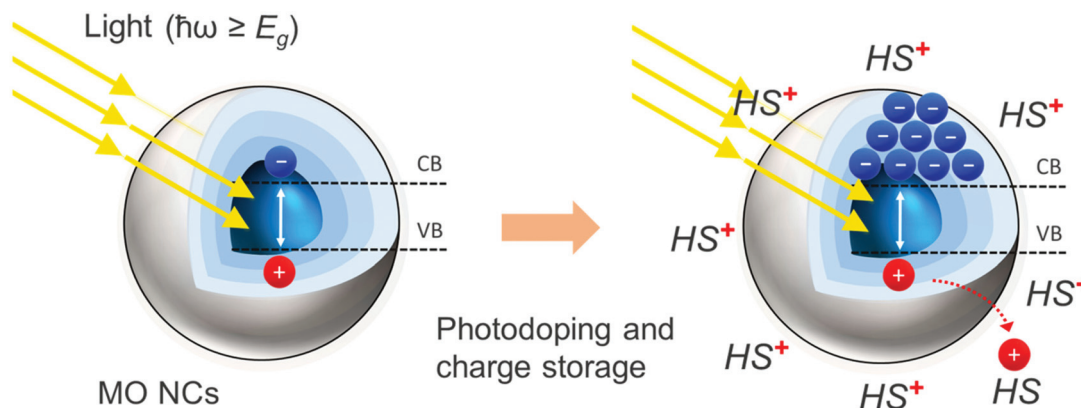 Light (ħω ≥ Eg)
−
CB
VB
+
MO NCs
Photodoping and
charge storage
HS+
HS+
HS+
− −
− − −
− − − −
CB
HS+
VB
+
HS+
HS+
HS+
+
HS